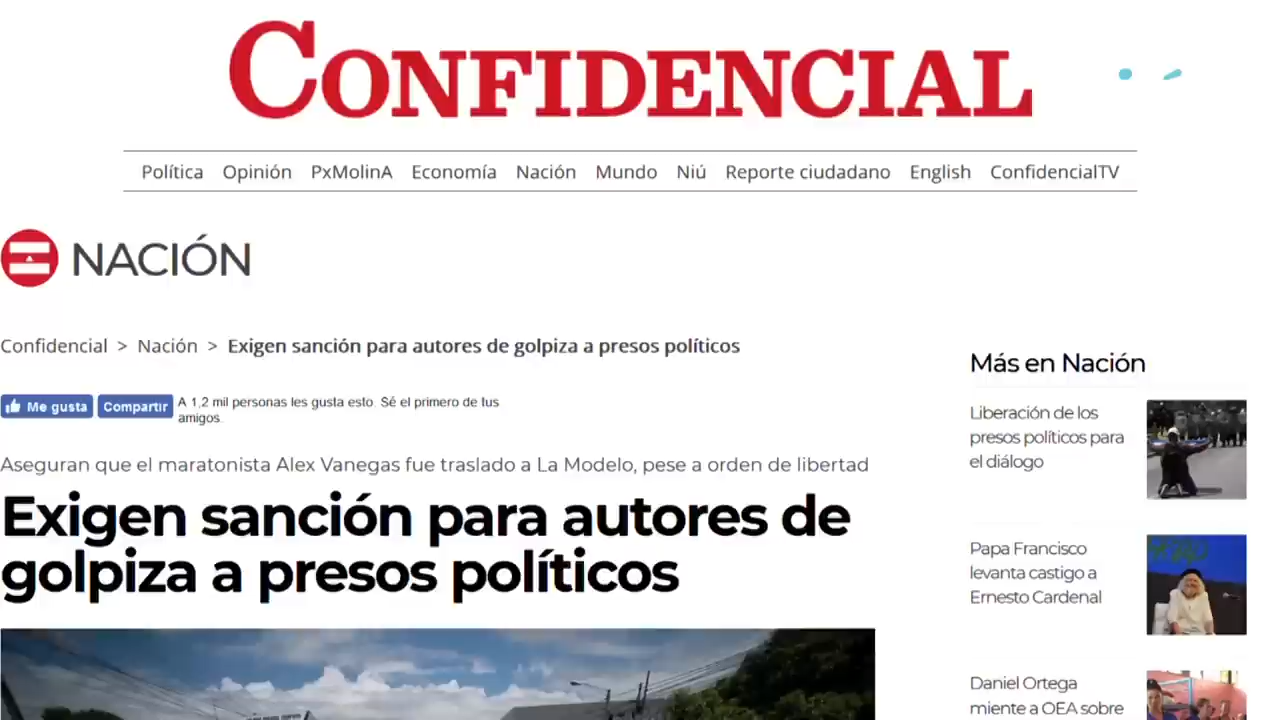 CONFIDENCIAL
Política Opinión PxMolinA Economía Nación Mundo Niú Reporte ciudadano English ConfidencialTV
NACIÓN
Confidencial > Nación > Exigen sanción para autores de golpiza a presos políticos
Me gusta Compartir A 1,2 mil personas les gusta esto. Sé el primero de tus
amigos.
Aseguran que el maratonista Alex Vanegas fue traslado a La Modelo, pese a orden de libertad
Exigen sanción para autores de
golpiza a presos políticos
Más en Nación
Liberación de los
presos políticos para
el diálogo
Papa Francisco
levanta castigo a
Ernesto Cardenal
Daniel Ortega
miente a OEA sobre